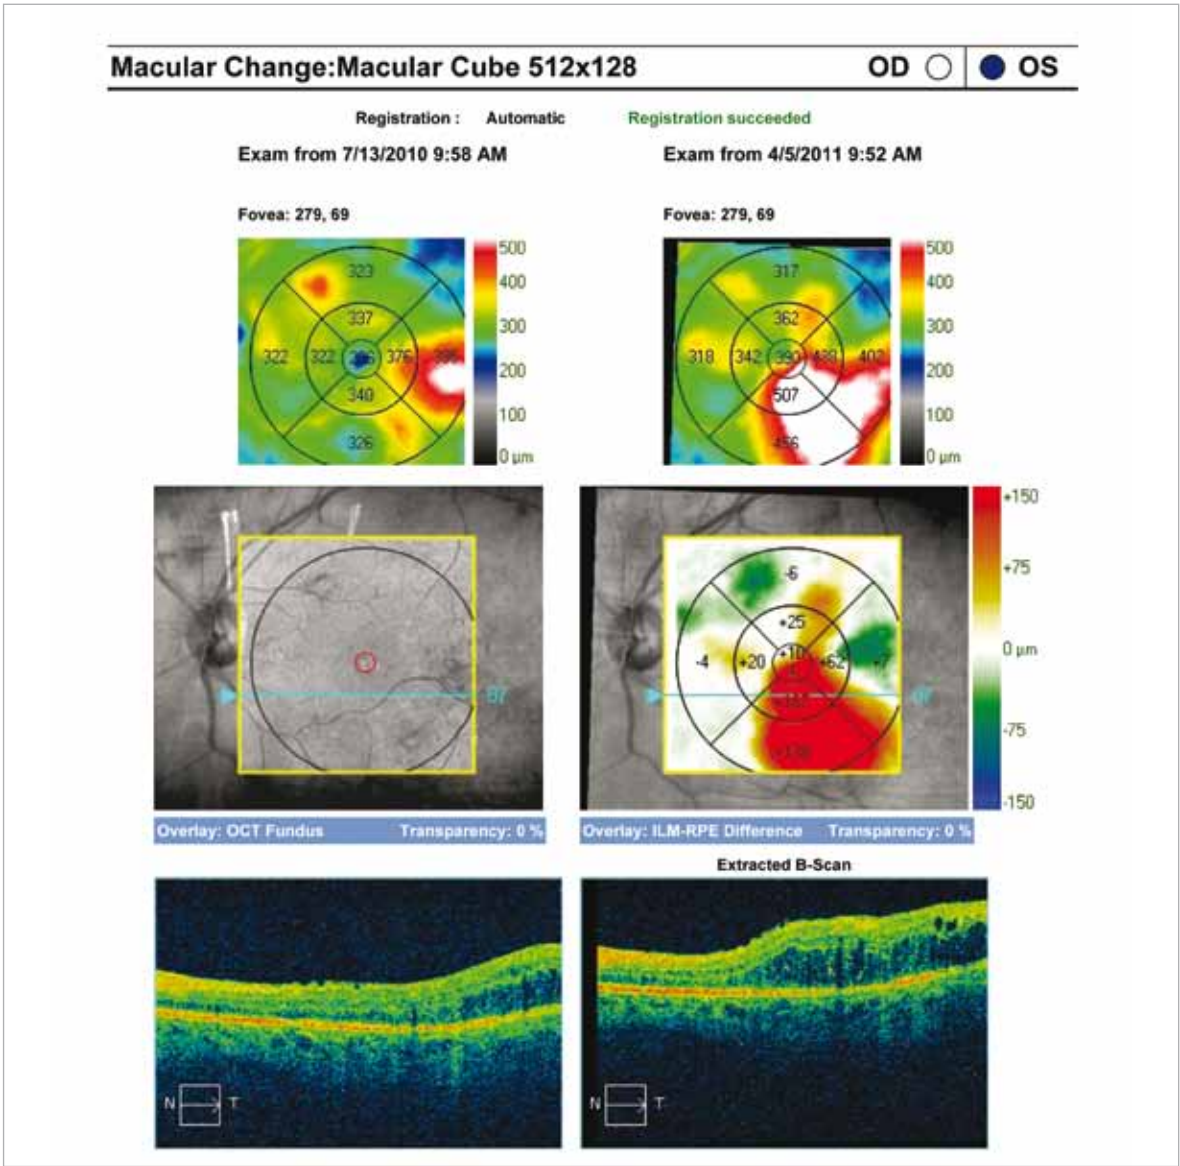 Macular Change:Macular Cube 512x128 OD OS
Registration : Automatic Registration succeeded
Exam from 7/13/2010 9:58 AM
Exam from 4/5/2011 9:52 AM
Fovea: 279, 69
Fovea: 279, 69
323
337
322 322 376
340
326
500
400
300
200
100
0 µm
317
362
318 342 390 438 402
507
456
500
400
300
200
100
0 µm
67
-6
+25
-4 +20 +62 +7
67
+150
+75
0 µm
-75
-150
Overlay: OCT Fundus Transparency: 0 %
Overlay: ILM-RPE Difference Transparency: 0 %
Extracted B-Scan
N T
N T